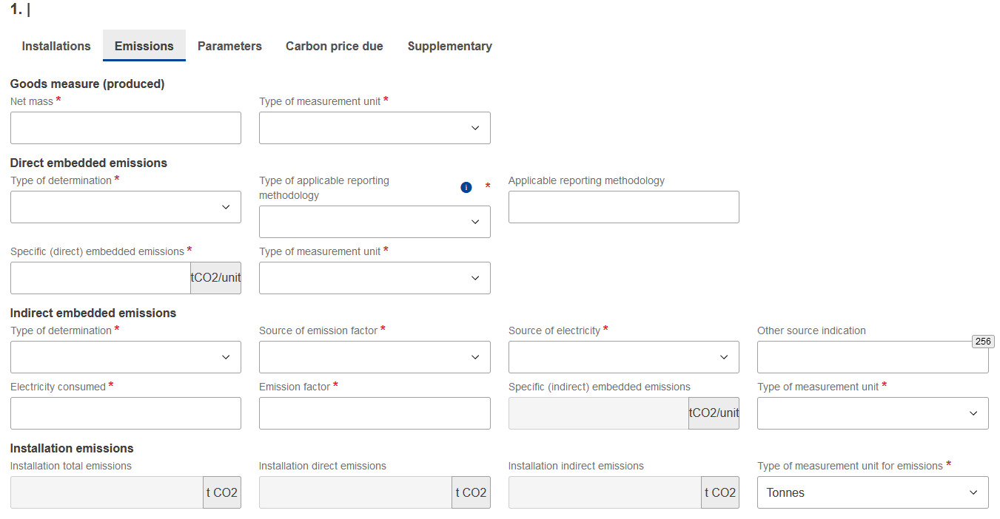 1. |
Installations Emissions Parameters Carbon price due Supplementary
Goods measure (produced)
Net mass * Type of measurement unit *
Direct embedded emissions
Type of determination * Type of applicable reporting methodology i * Applicable reporting methodology
Specific (direct) embedded emissions * Type of measurement unit *
tCO2/unit
Indirect embedded emissions
Type of determination * Source of emission factor * Source of electricity * Other source indication
256
Electricity consumed * Emission factor * Specific (indirect) embedded emissions Type of measurement unit *
tCO2/unit
Installation emissions
Installation total emissions Installation direct emissions Installation indirect emissions Type of measurement unit for emissions *
t CO2 t CO2 t CO2 Tonnes